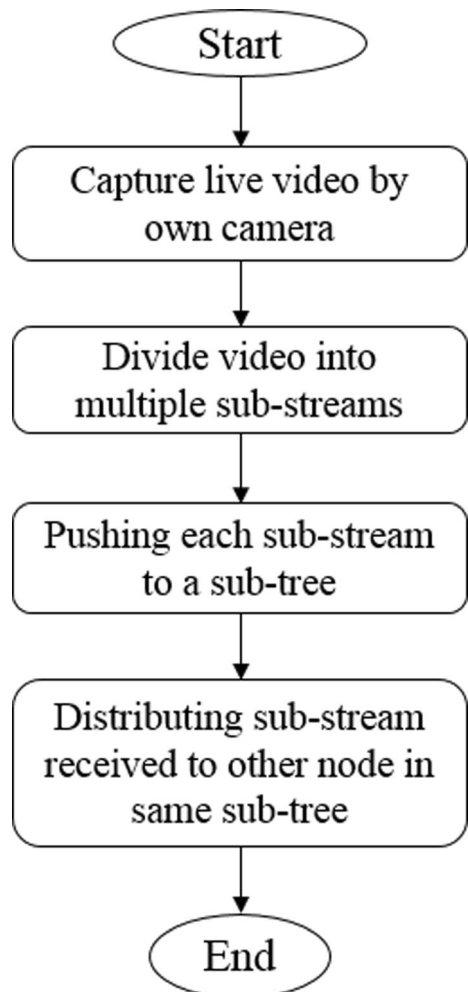 Start
Capture live video by
own camera
Divide video into
multiple sub-streams
Pushing each sub-stream
to a sub-tree
Distributing sub-stream
received to other node in
same sub-tree
End